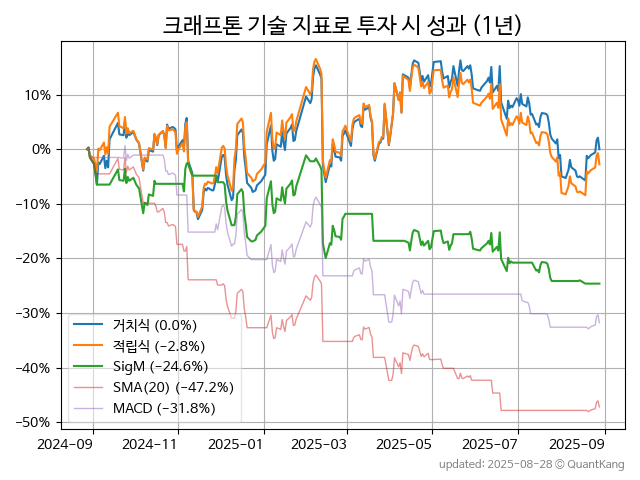 크래프톤 기술 지표로 투자 시 성과 (1년)
10%
0%
−10%
−20%
−30%
−40%
−50%
거치식 (0.0%)
적립식 (−2.8%)
SigM (−24.6%)
SMA(20) (−47.2%)
MACD (−31.8%)
2024-09
2024-11
2025-01
2025-03
2025-05
2025-07
2025-09
updated: 2025-08-28 © QuantKang